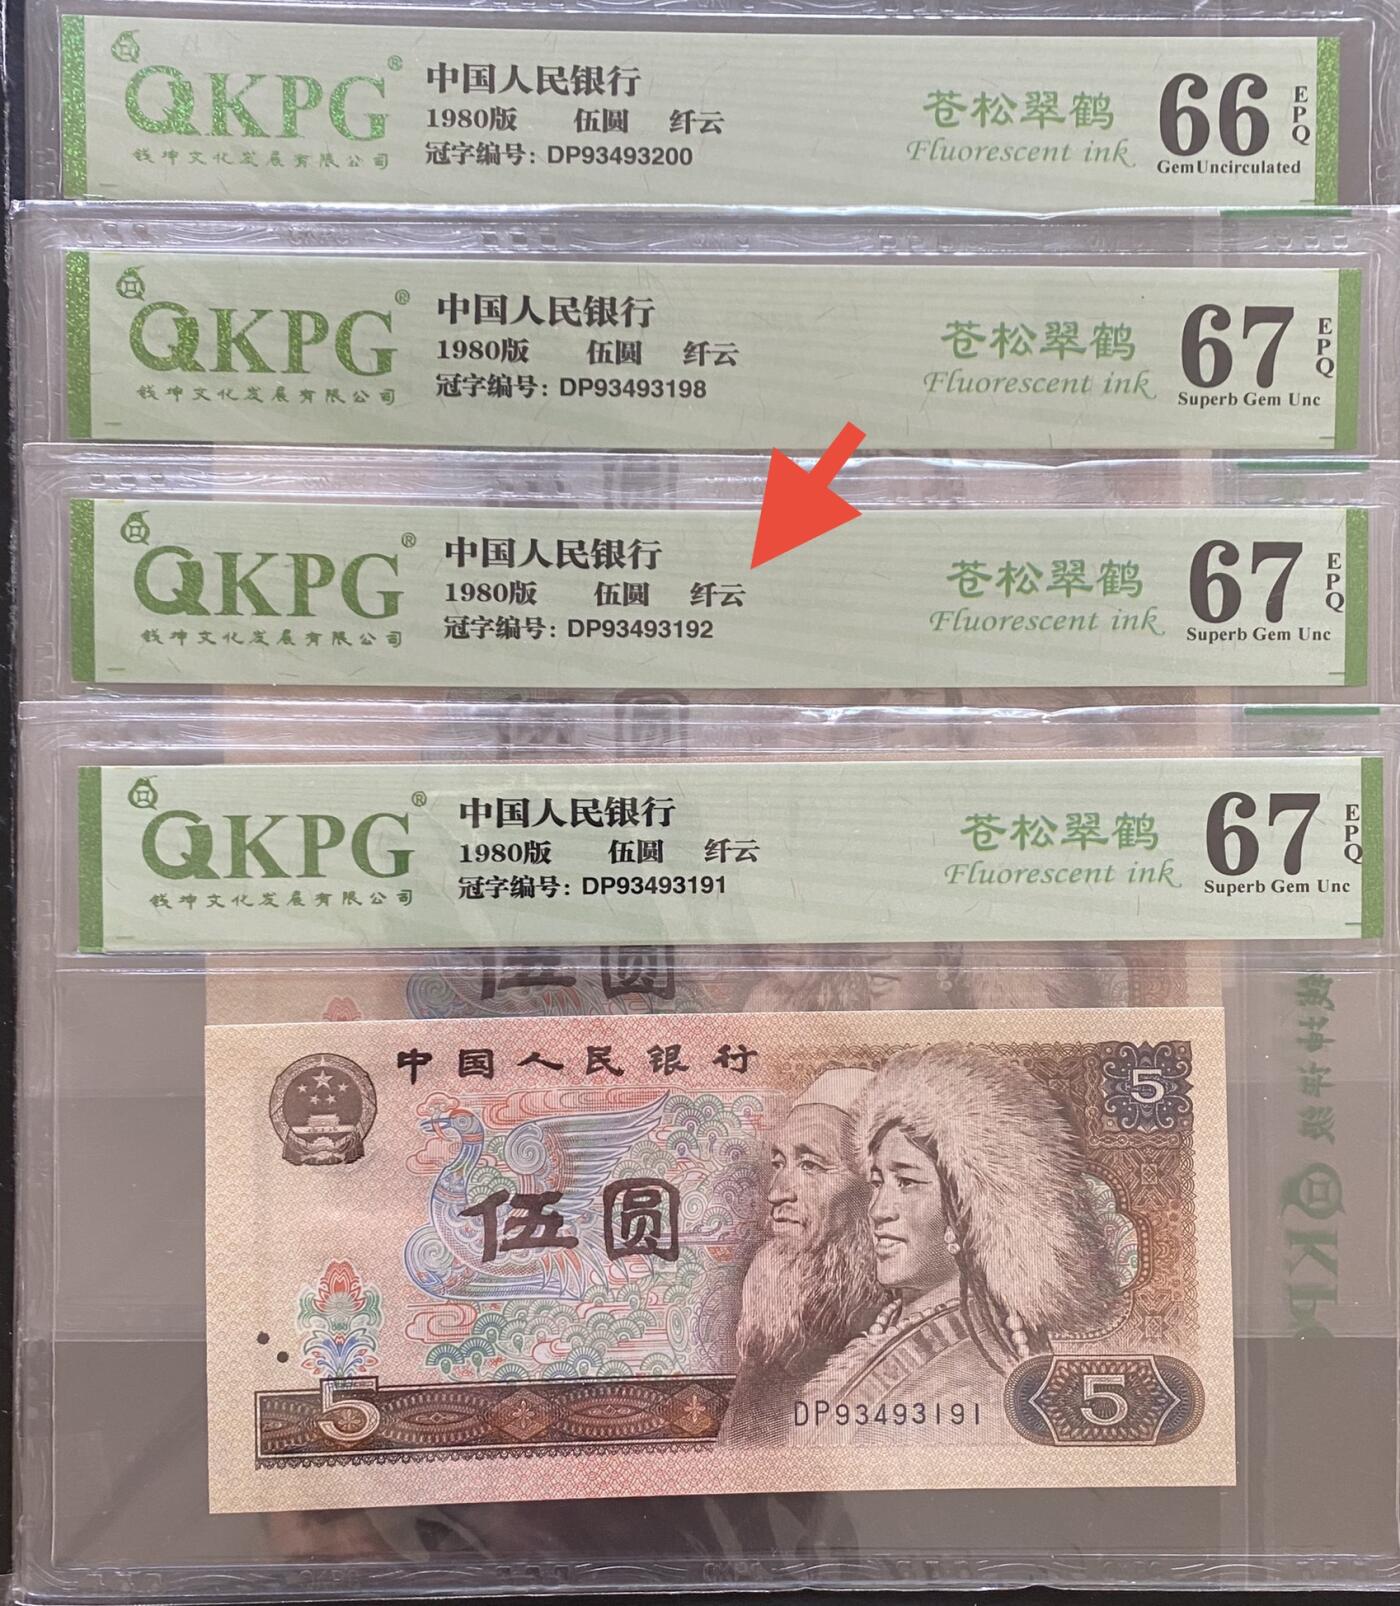 QKPG®
钱坤文化发展有限公司
中国人民银行
1980版 伍圆 纤云
冠字编号: DP93493200
苍松翠鹤
Fluorescent ink
66 EPQ
Gem Uncirculated
QKPG®
钱坤文化发展有限公司
中国人民银行
1980版 伍圆 纤云
冠字编号: DP93493198
苍松翠鹤
Fluorescent ink
67 EPQ
Superb Gem Unc
QKPG®
钱坤文化发展有限公司
中国人民银行
1980版 伍圆 纤云
冠字编号: DP93493192
苍松翠鹤
Fluorescent ink
67 EPQ
Superb Gem Unc
伍圆
QKPG®
钱坤文化发展有限公司
中国人民银行
1980版 伍圆 纤云
冠字编号: DP93493191
苍松翠鹤
Fluorescent ink
67 EPQ
Superb Gem Unc
伍圆
中国人民银行
5
伍圆
5
DP93493191
5